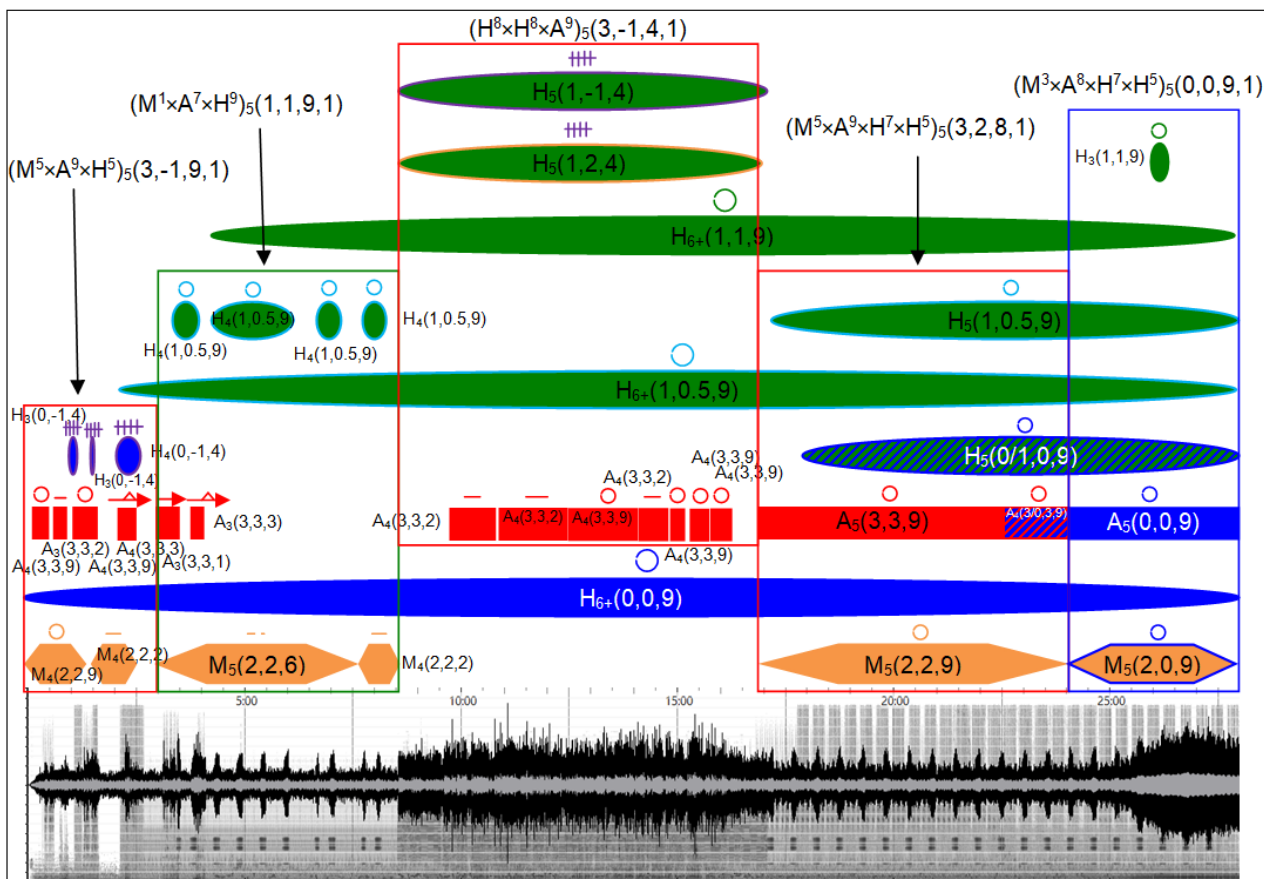 (H⁸×H⁸×A⁹)₅(3,-1,4,1)
H₅(1,-1,4)
(M³×A⁸×H⁷×H⁵)₅(0,0,9,1)
(M¹×A⁷×H⁹)₅(1,1,9,1)
(M⁵×A⁹×H⁷×H⁵)₅(3,2,8,1)
H₅(1,2,4)
H₃(1,1,9)
(M⁵×A⁹×H⁵)₅(3,-1,9,1)
H₆₊(1,1,9)
H₄(1,0.5,9)
H₄(1,0.5,9)
H₅(1,0.5,9)
H₄(1,0.5,9)
H₄(1,0.5,9)
H₆₊(1,0.5,9)
H₃(0,-1,4)
H₄(0,-1,4)
H₃(0,-1,4)
H₅(0/1,0,9)
A₄(3,3,9)
A₄(3,3,9)
A₄(3,3,2)
A₃(3,3,3)
A₄(3,3,2)
A₄(3,3,2)
A₄(3,3,9)
A₅(3,3,9)
A₄(3/0,3,9)
A₅(0,0,9)
A₃(3,3,2)
A₄(3,3,3)
A₄(3,3,9)
A₄(3,3,9)
A₄(3,3,9)
A₃(3,3,1)
H₆₊(0,0,9)
M₄(2,2,2)
M₄(2,2,9)
M₅(2,2,6)
M₄(2,2,2)
M₅(2,2,9)
M₅(2,0,9)
5:00
10:00
15:00
20:00
25:00